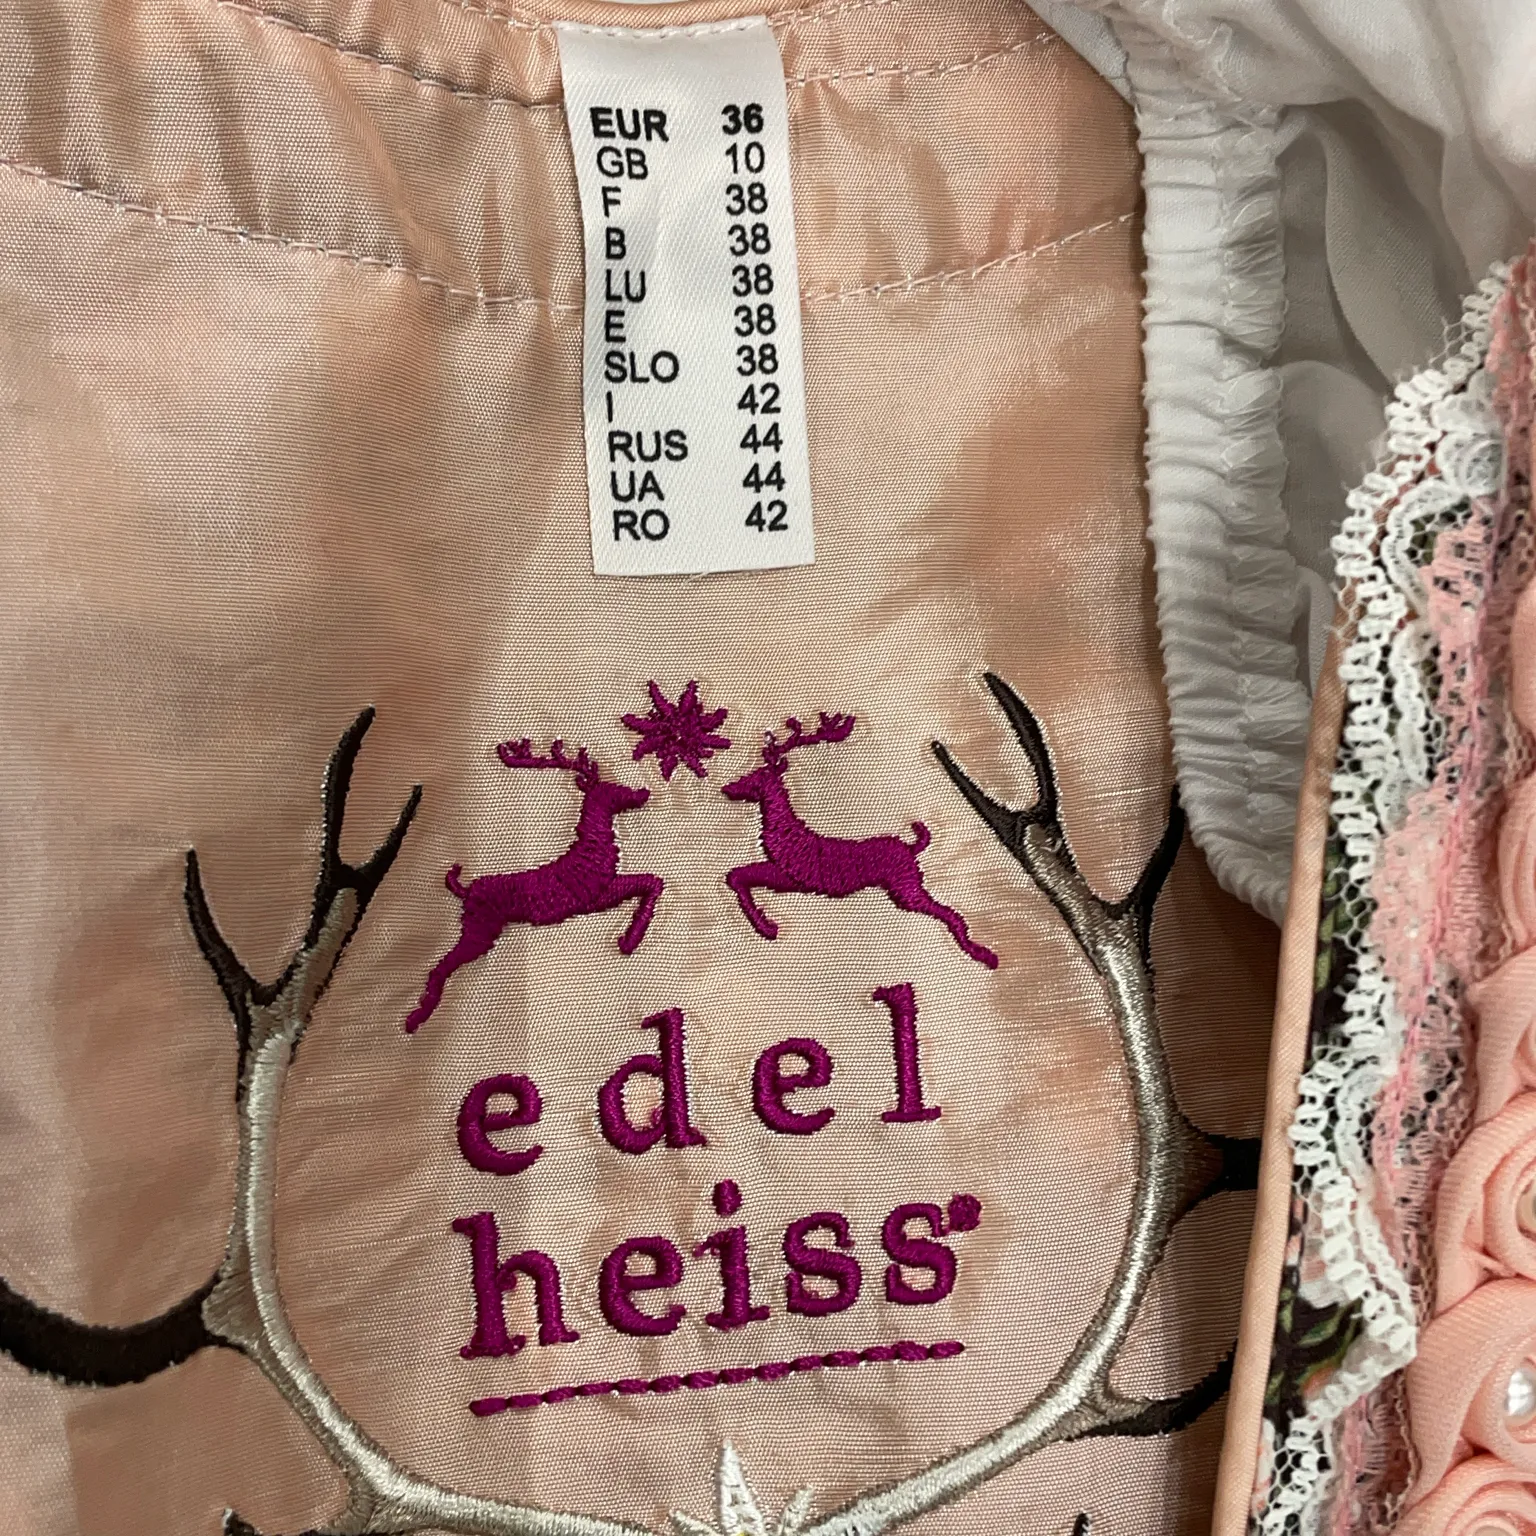 EUR 36
GB 10
F 38
B 38
LU 38
E 38
SLO 38
I 42
RUS 44
UA 44
RO 42
edel
heiss